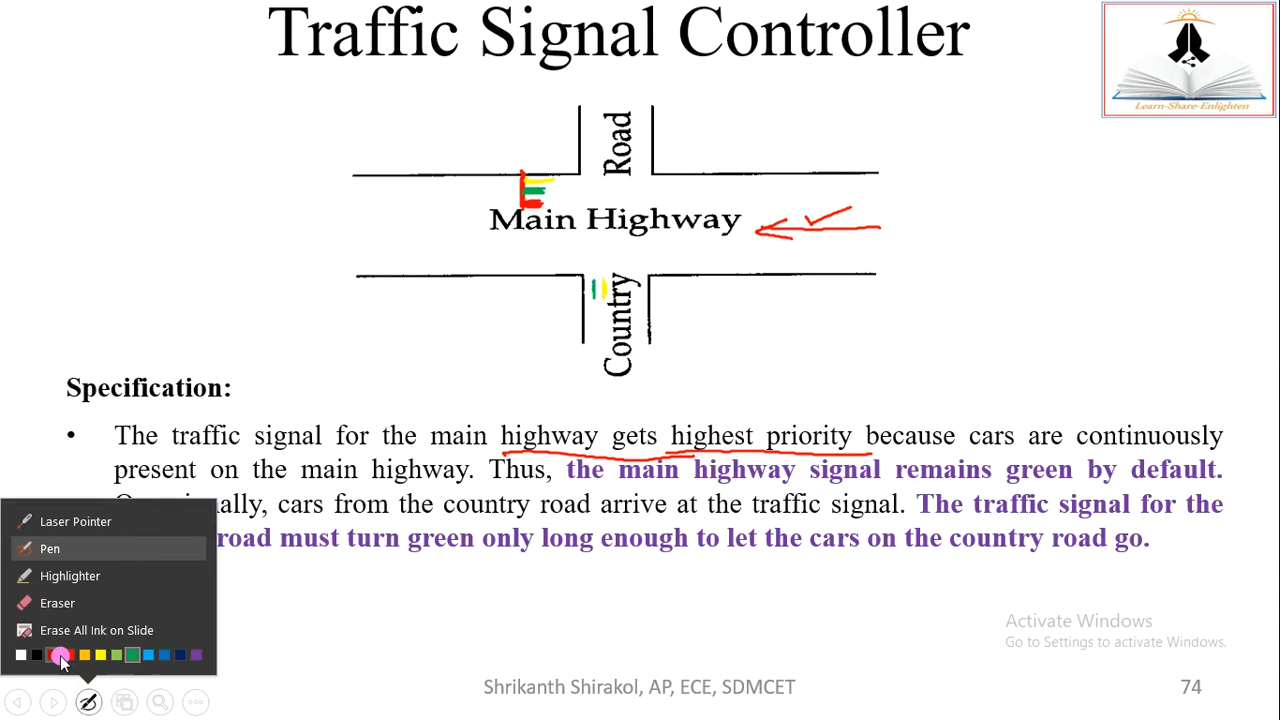 Traffic Signal Controller
Learn-Share-Enlighten
Road
Main Highway
Country
Specification:
• The traffic signal for the main highway gets highest priority because cars are continuously
present on the main highway. Thus, the main highway signal remains green by default.
cars from the country road arrive at the traffic signal. The traffic signal for the
road must turn green only long enough to let the cars on the country road go.
Laser Pointer
Pen
Highlighter
Eraser
Erase All Ink on Slide
Activate Windows
Go to Settings to activate Windows.
Shrikanth Shirakol, AP, ECE, SDMCET
74